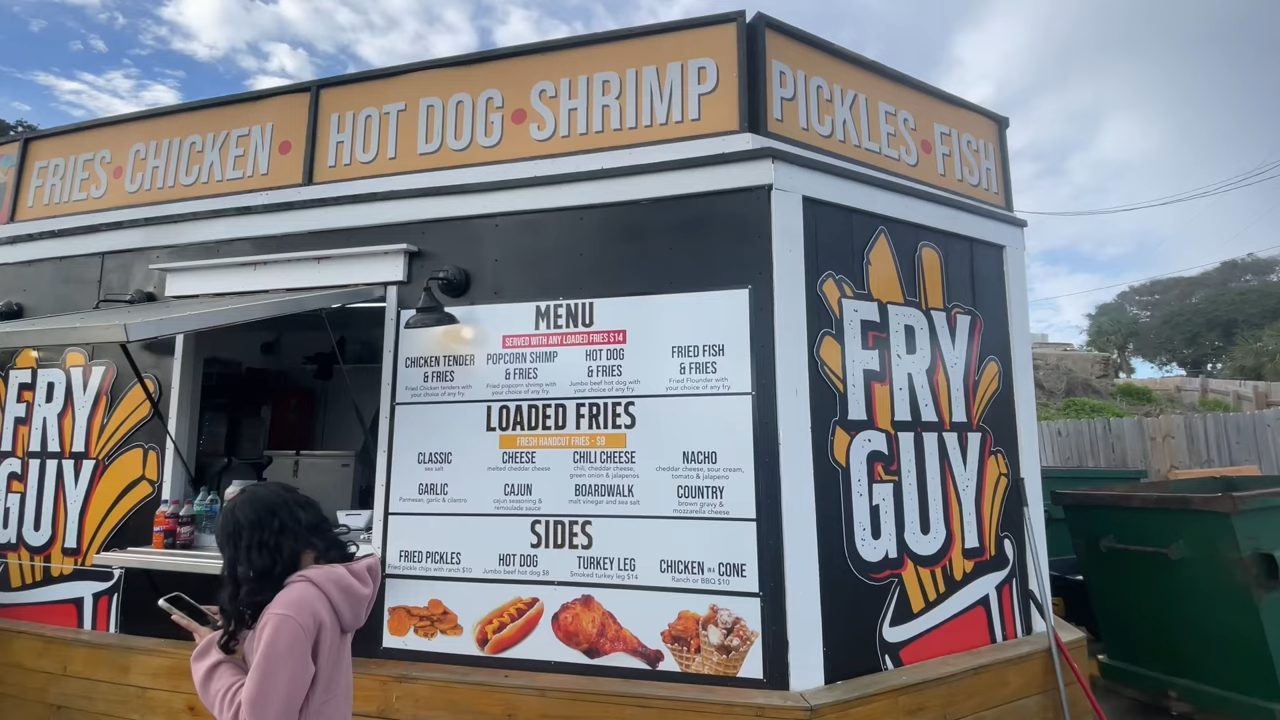 FRIES • CHICKEN •
HOT DOG • SHRIMP
PICKLES • FISH
MENU
SERVED WITH ANY LOADED FRIES $14
CHICKEN TENDER
& FRIES
Fried Chicken tenders with
your choice of any fry.
POPCORN SHIMP
& FRIES
Fried popcorn shrimp with
your choice of any fry.
HOT DOG
& FRIES
Jumbo beef hot dog with
your choice of any fry.
FRIED FISH
& FRIES
Fried Flounder with
your choice of any fry.
LOADED FRIES
FRESH HANDCUT FRIES - $9
CLASSIC
sea salt
CHEESE
melted cheddar cheese
CHILI CHEESE
chili, cheddar cheese,
green onion & jalapenos
NACHO
cheddar cheese, sour cream,
tomato & jalapeno
GARLIC
Parmesan, garlic & cilantro
CAJUN
cajun seasoning &
remoulade sauce
BOARDWALK
malt vinegar and sea salt
COUNTRY
brown gravy &
mozzarella cheese
SIDES
FRIED PICKLES
Fried pickle chips with ranch $10
HOT DOG
Jumbo beef hot dog $8
TURKEY LEG
Smoked turkey leg $14
CHICKEN IN A CONE
Ranch or BBQ $10
FRY
GUY
FRY
GUY